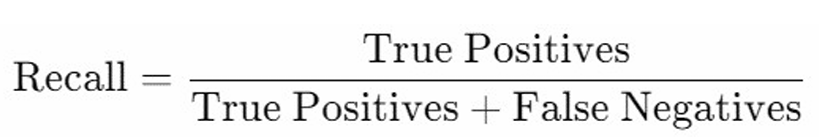 True Positives
Recall =
True Positives + False Negatives